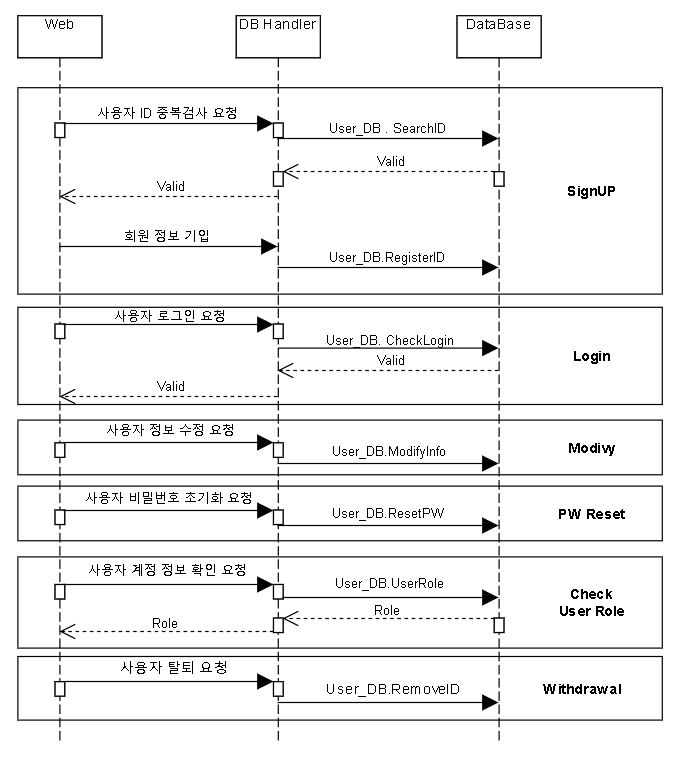 Web
DB Handler
DataBase
사용자 ID 중복검사 요청
User_DB . SearchID
Valid
Valid
SignUP
회원 정보 기입
User_DB.RegisterID
사용자 로그인 요청
User_DB. CheckLogin
Valid
Login
Valid
사용자 정보 수정 요청
User_DB.ModifyInfo
Modivy
사용자 비밀번호 초기화 요청
User_DB.ResetPW
PW Reset
사용자 계정 정보 확인 요청
User_DB.UserRole
Check
User Role
Role
Role
사용자 탈퇴 요청
User_DB.RemoveID
Withdrawal